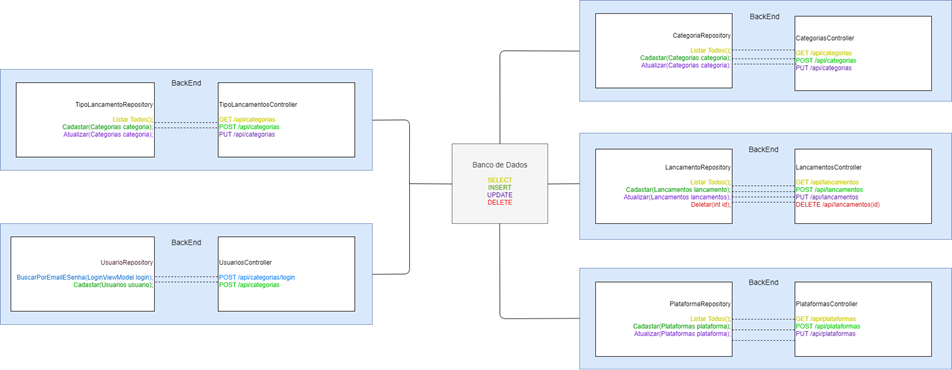 BackEnd
TipoLancamentoRepository
Listar Todos();
Cadastar(Categorias categoria);
Atualizar(Categorias categoria);
TipoLancamentosController
GET /api/categorias
POST /api/categorias
PUT /api/categorias
BackEnd
UsuarioRepository
BuscarPorEmailESenha(LoginViewModel login);
Cadastar(Usuarios usuario);
UsuariosController
POST /api/categorias/login
POST /api/categorias
Banco de Dados
SELECT
INSERT
UPDATE
DELETE
BackEnd
CategoriaRepository
Listar Todos();
Cadastar(Categorias categoria);
Atualizar(Categorias categoria);
CategoriasController
GET /api/categorias
POST /api/categorias
PUT /api/categorias
BackEnd
LancamentoRepository
Listar Todos();
Cadastar(Lancamentos lancamento);
Atualizar(Lancamentos lancamentos);
Deletar(int id);
LancamentosController
GET /api/lancamentos
POST /api/lancamentos
PUT /api/lancamentos
DELETE /api/lancamentos(id)
BackEnd
PlataformaRepository
Listar Todos();
Cadastar(Plataformas plataforma);
Atualizar(Plataformas plataforma);
PlataformasController
GET /api/plataformas
POST /api/plataformas
PUT /api/plataformas